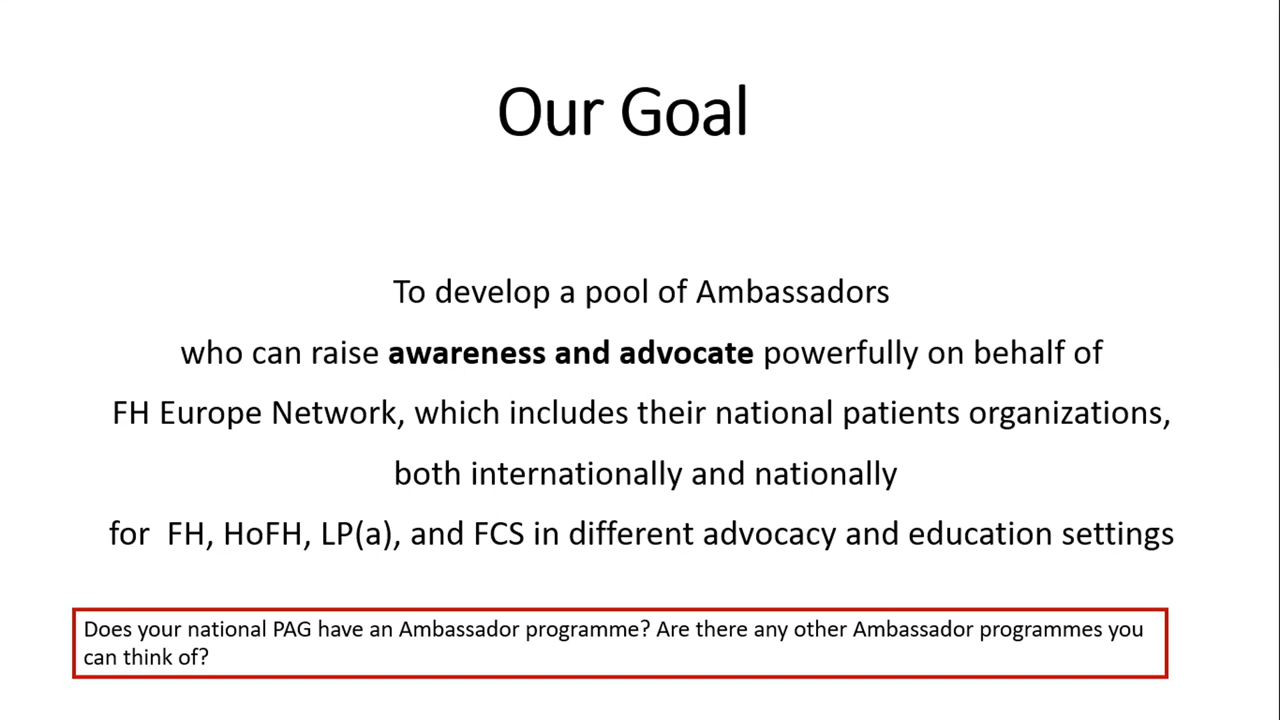 Our Goal
To develop a pool of Ambassadors
who can raise awareness and advocate powerfully on behalf of
FH Europe Network, which includes their national patients organizations,
both internationally and nationally
for  FH, HoFH, LP(a), and FCS in different advocacy and education settings
Does your national PAG have an Ambassador programme? Are there any other Ambassador programmes you
can think of?